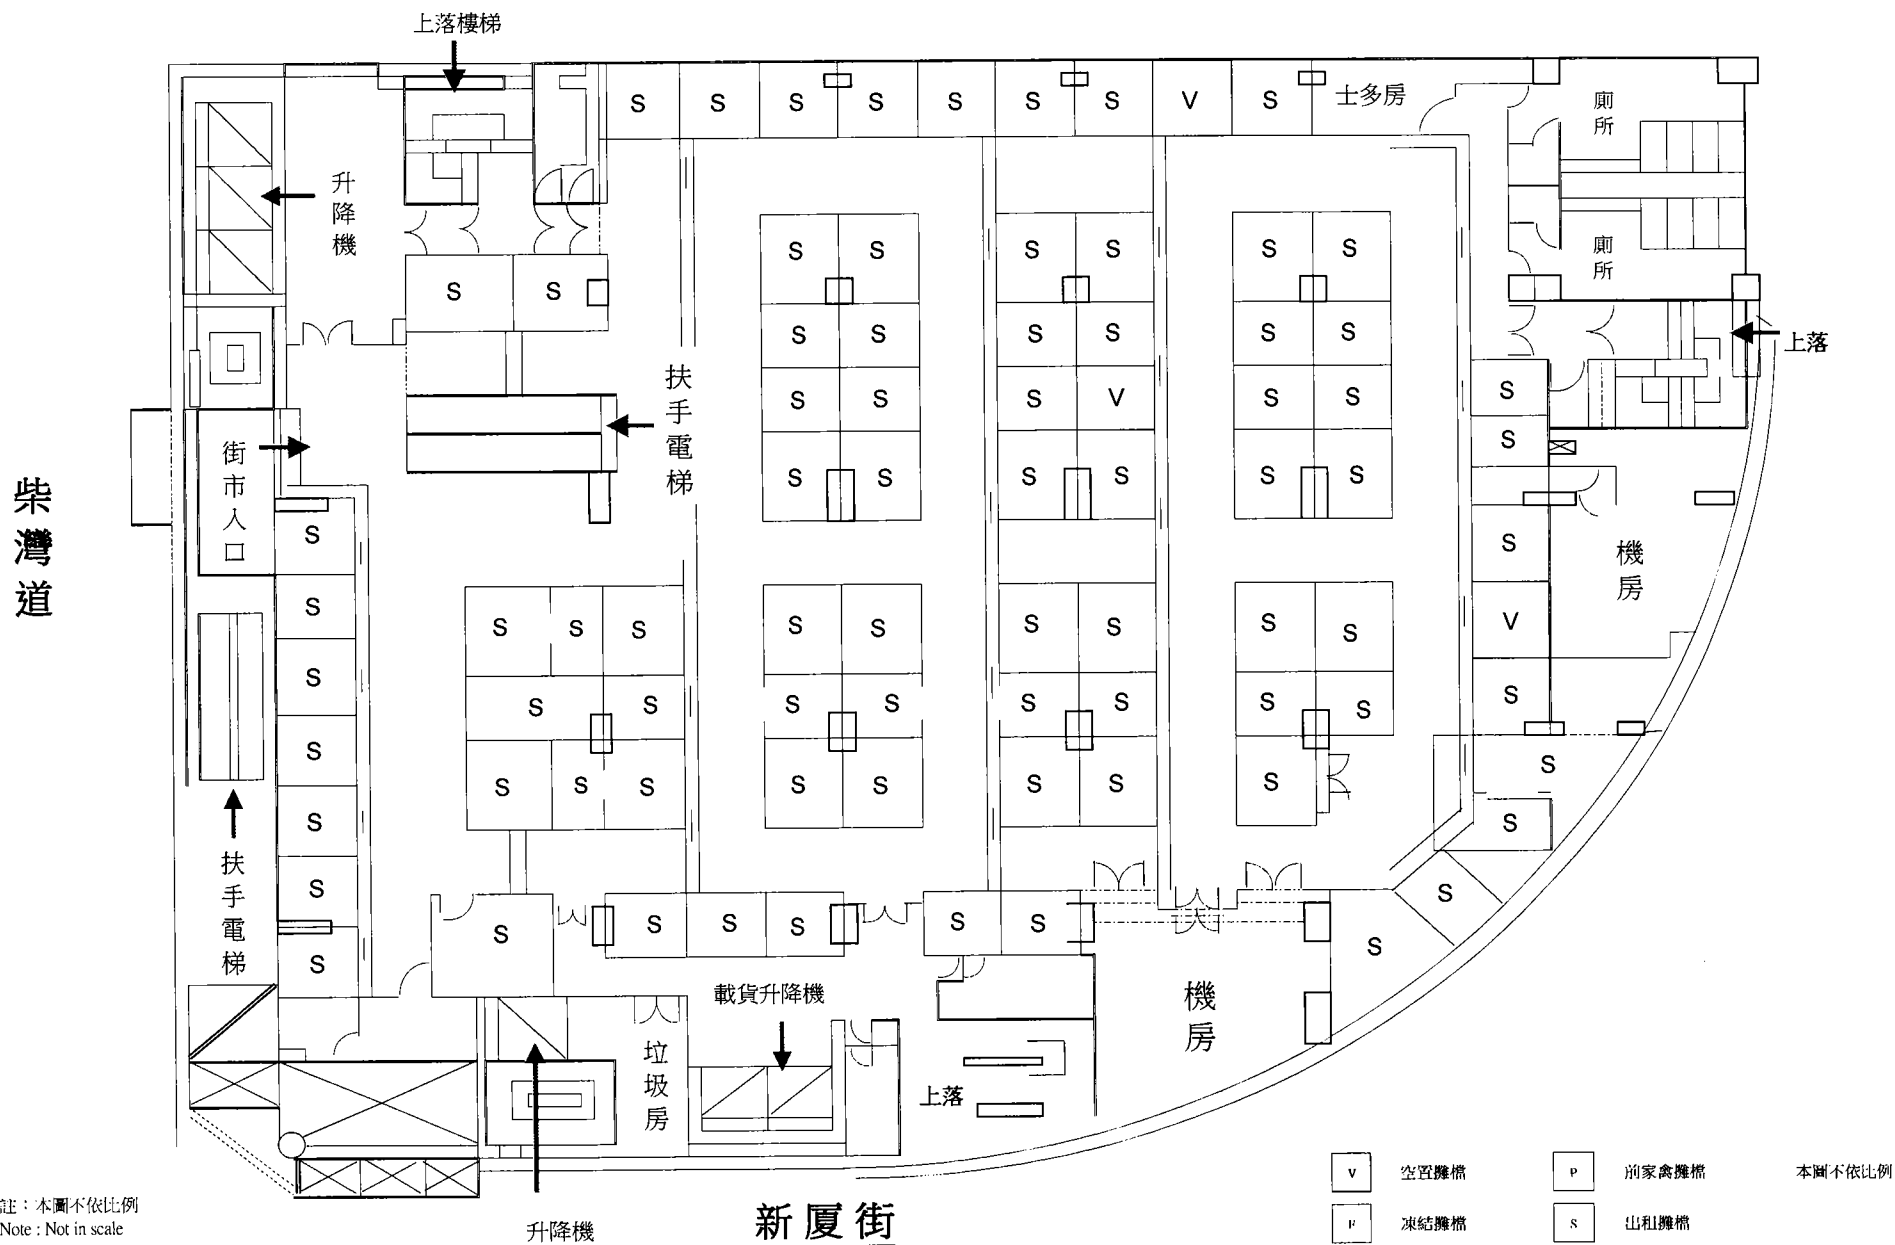 上落樓梯
S S S S S S S V S 士多房
廁所
升降機
S S S S S S
廁所
S S
S S S S S S
上落
扶手電梯
S S S V S S
S
街市入口
S
S S S S S S
柴灣道
S
S
機房
S
S S S S S S S S S
V
S
S S S S S S S S
S
S
S
S S S S S S S S
S
S
扶手電梯
S
S
S S S S S S
S
S
載貨升降機
機房
垃圾房
上落
V 空置攤檔
P 前家禽攤檔
本圖不依比例
F 凍結攤檔
S 出租攤檔
註：本圖不依比例
Note : Not in scale
升降機
新厦街